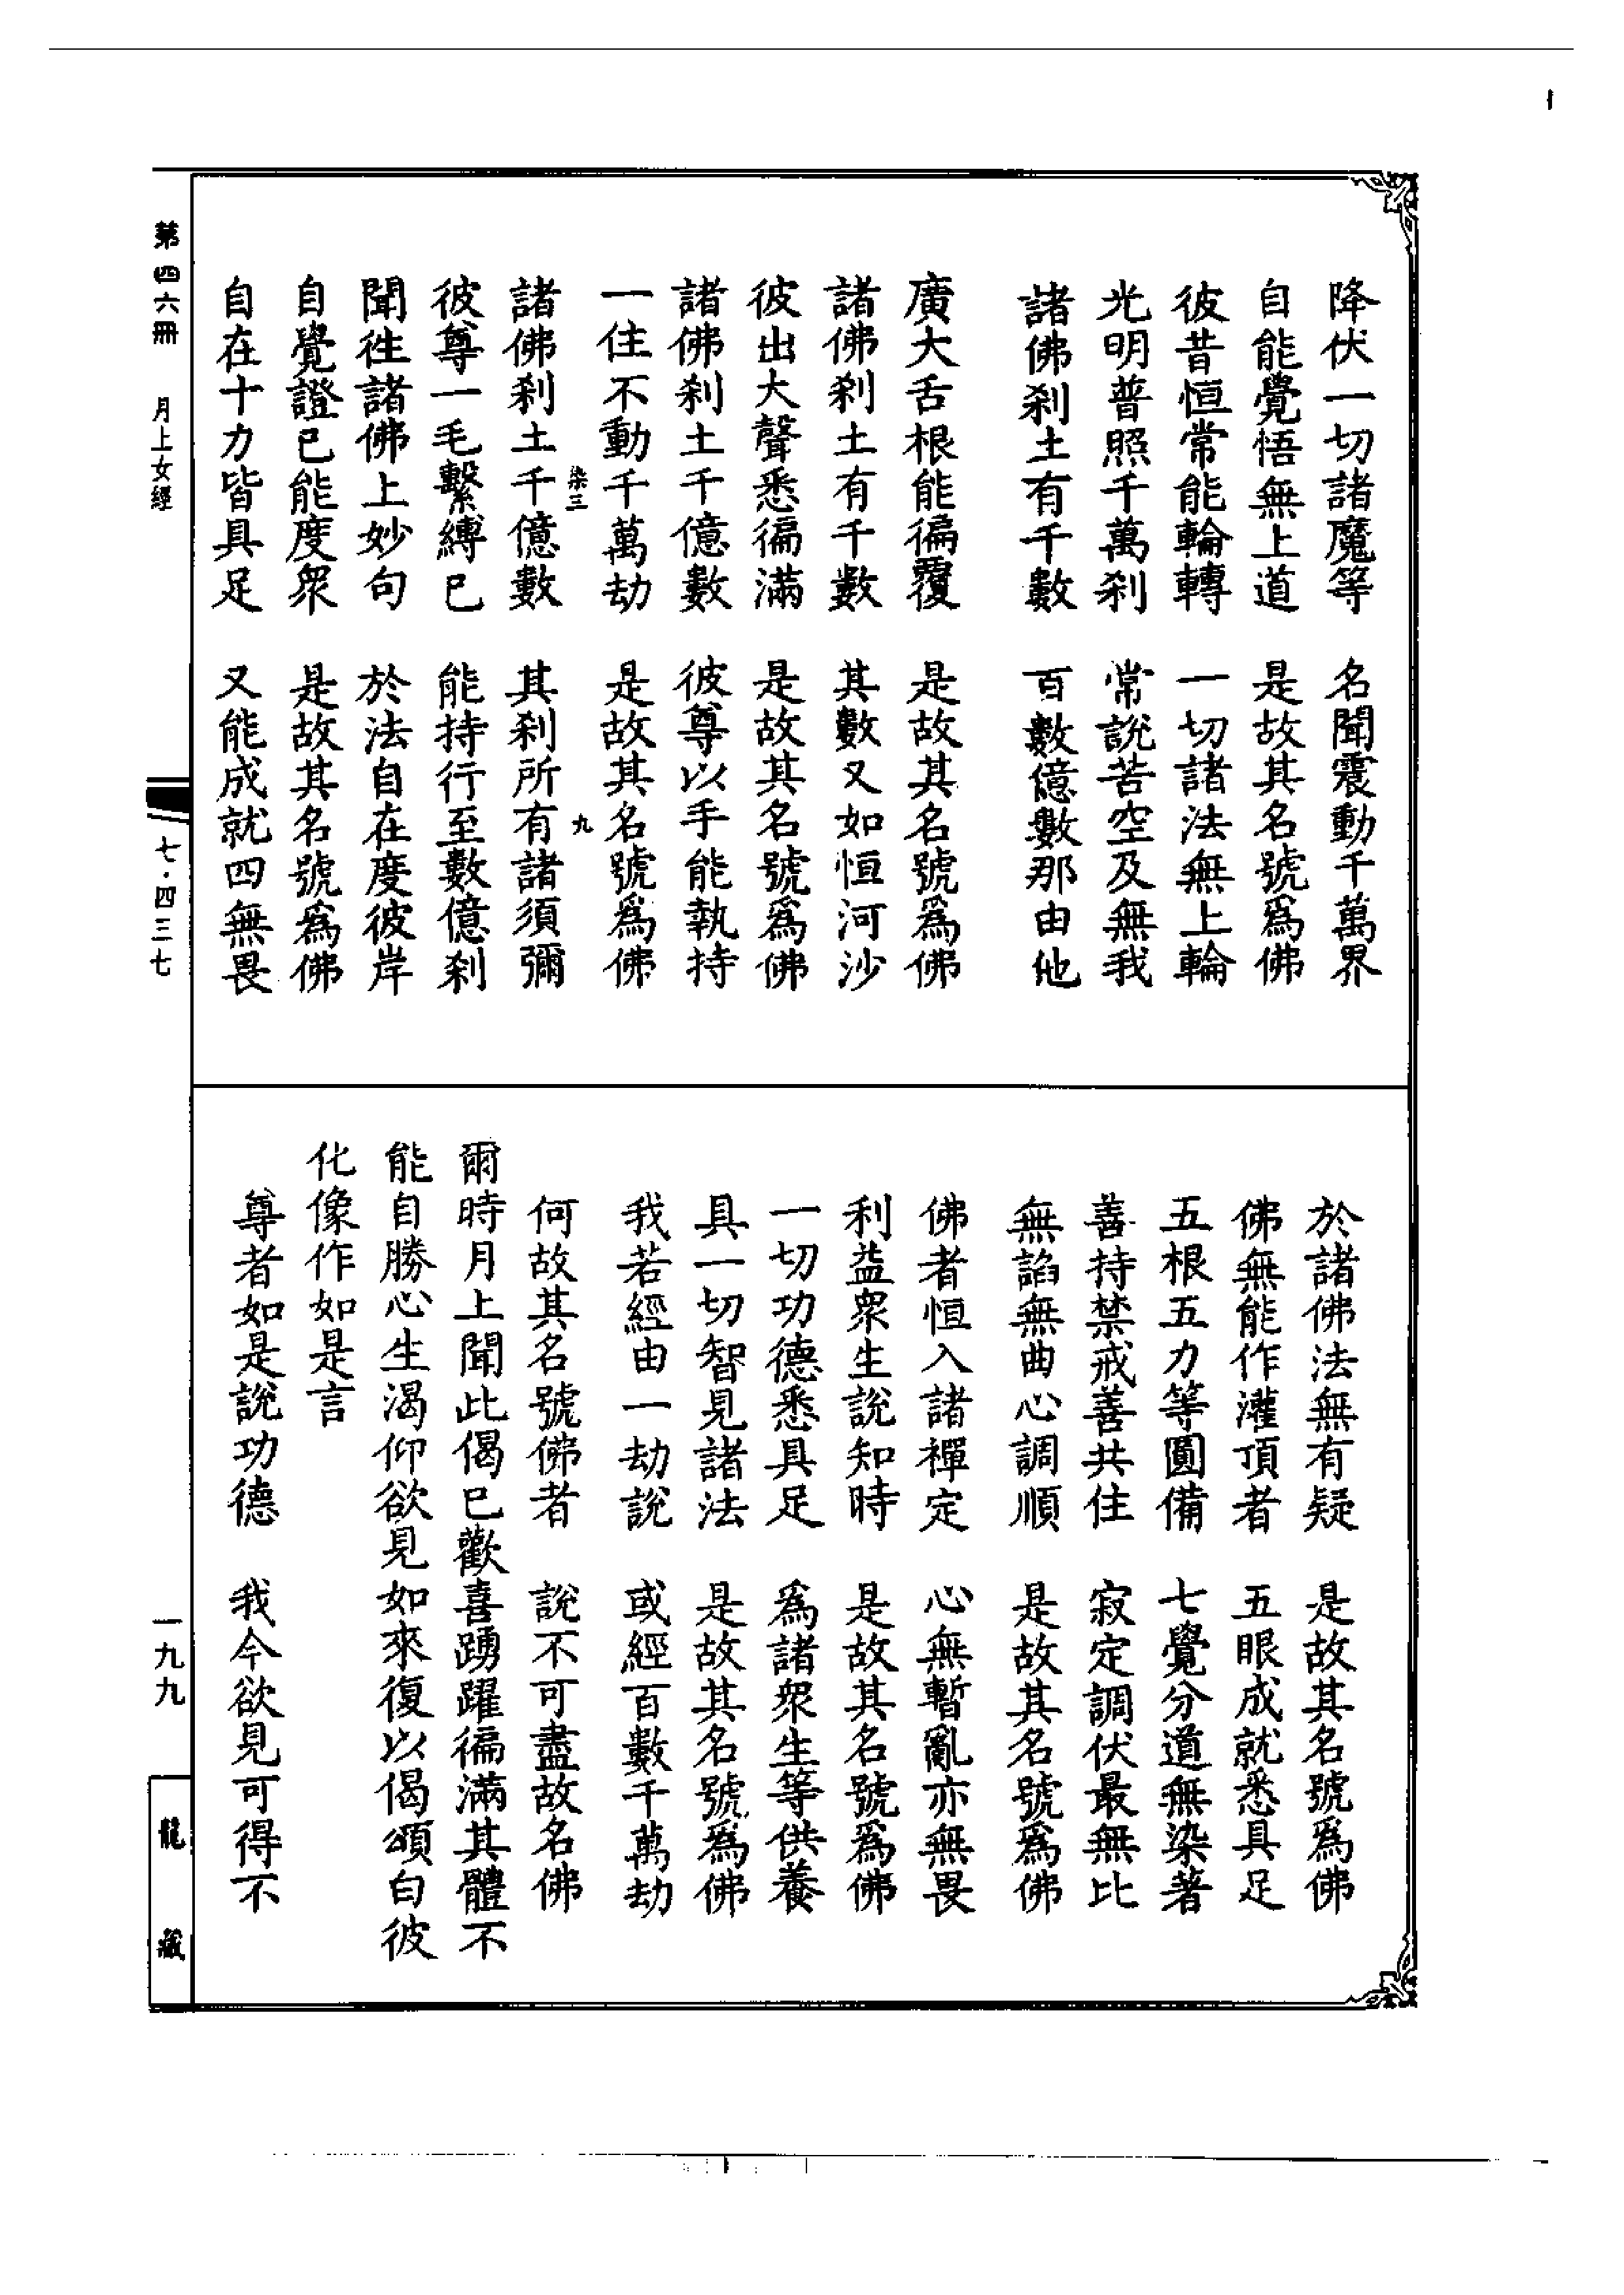 降伏一切諸魔等　名聞震動千萬界
自能覺悟無上道　是故其名號爲佛
彼昔恒常能輪轉　一切諸法無上輪
光明普照千萬刹　常說苦空及無我
諸佛刹土有千數　百數億數那由他
廣大舌根能徧覆　是故其名號爲佛
諸佛刹土有千數　其數又如恒河沙
彼出大聲悉徧滿　是故其名號爲佛
諸佛刹土千億數　彼尊以手能執持
一住不動千萬劫　是故其名號爲佛
染三　九
諸佛刹土千億數　其刹所有諸須彌
彼尊一毛繫縛已　能持行至數億刹
聞徃諸佛上妙句　於法自在度彼岸
自覺證已能度衆　是故其名號爲佛
自在十力皆具足　又能成就四無畏
於諸佛法無有疑　是故其名號爲佛
佛無能作灌頂者　五眼成就悉具足
五根五力等圓備　七覺分道無染著
善持禁戒善共住　寂定調伏最無比
無諂無曲心調順　是故其名號爲佛
佛者恒入諸禪定　心無暫亂亦無畏
利益衆生說知時　是故其名號爲佛
一切功德悉具足　爲諸衆生等供養
具一切智見諸法　是故其名號爲佛
我若經由一劫說　或經百數千萬劫
何故其名號佛者　說不可盡故名佛
爾時月上聞此偈已歡喜踴躍徧滿其體不
能自勝心生渴仰欲見如來復以偈頌白彼
化像作如是言
尊者如是說功德　我今欲見可得不
第四六冊　月上女經　七·四三七　一九九　龍藏